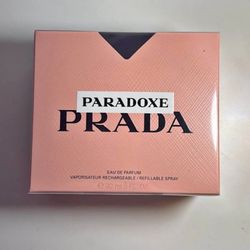 PARADOXE
PRADA
EAU DE PARFUM
VAPORISATEUR RECHARGEABLE / REFILLABLE SPRAY